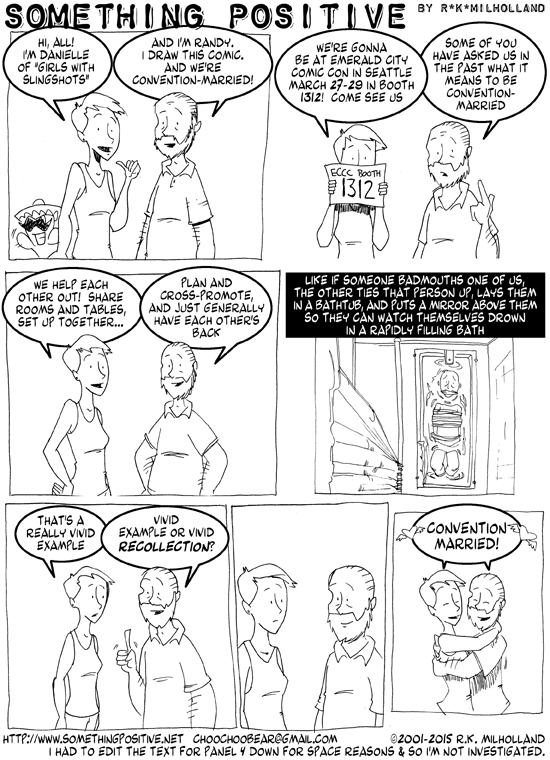 SOMETHING POSITIVE BY R*K*MILHOLLAND
HI, ALL!
I'M DANIELLE
OF "GIRLS WITH
SLINGSHOTS"
AND I'M RANDY.
I DRAW THIS COMIC.
AND WE'RE
CONVENTION-MARRIED!
WE'RE GONNA
BE AT EMERALD CITY
COMIC CON IN SEATTLE
MARCH 27-29 IN BOOTH
1312! COME SEE US
SOME OF YOU
HAVE ASKED US IN
THE PAST WHAT IT
MEANS TO BE
CONVENTION-
MARRIED
ECCC BOOTH
1312
WE HELP EACH
OTHER OUT! SHARE
ROOMS AND TABLES,
SET UP TOGETHER...
PLAN AND
CROSS-PROMOTE,
AND JUST GENERALLY
HAVE EACH OTHER'S
BACK
LIKE IF SOMEONE BADMOUTHS ONE OF US,
THE OTHER TIES THAT PERSON UP, LAYS THEM
IN A BATHTUB, AND PUTS A MIRROR ABOVE THEM
SO THEY CAN WATCH THEMSELVES DROWN
IN A RAPIDLY FILLING BATH
THAT'S A
REALLY VIVID
EXAMPLE
VIVID
EXAMPLE OR VIVID
RECOLLECTION?
CONVENTION-
MARRIED!
HTTP://WWW.SOMETHINGPOSITIVE.NET CHOOCHOOBEAR@GMAIL.COM ©2001-2015 R.K. MILHOLLAND
I HAD TO EDIT THE TEXT FOR PANEL 4 DOWN FOR SPACE REASONS & SO I'M NOT INVESTIGATED.